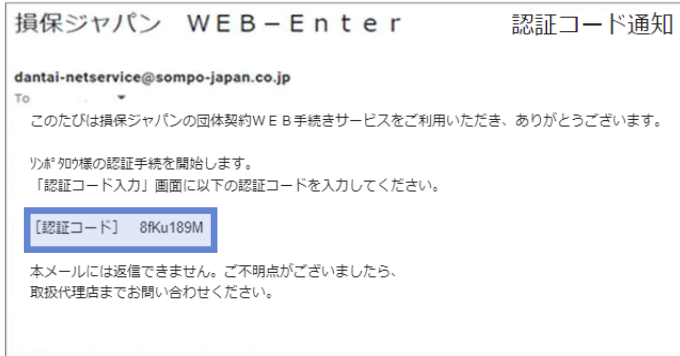 損保ジャパン　ＷＥＢ－Ｅｎｔｅｒ　認証コード通知
dantai-netservice@sompo-japan.co.jp
To
このたびは損保ジャパンの団体契約ＷＥＢ手続きサービスをご利用いただき、ありがとうございます。
ﾘﾝﾎﾟﾀﾛｳ様の認証手続を開始します。
「認証コード入力」画面に以下の認証コードを入力してください。
［認証コード］　8fKu189M
本メールには返信できません。ご不明点がございましたら、
取扱代理店までお問い合わせください。